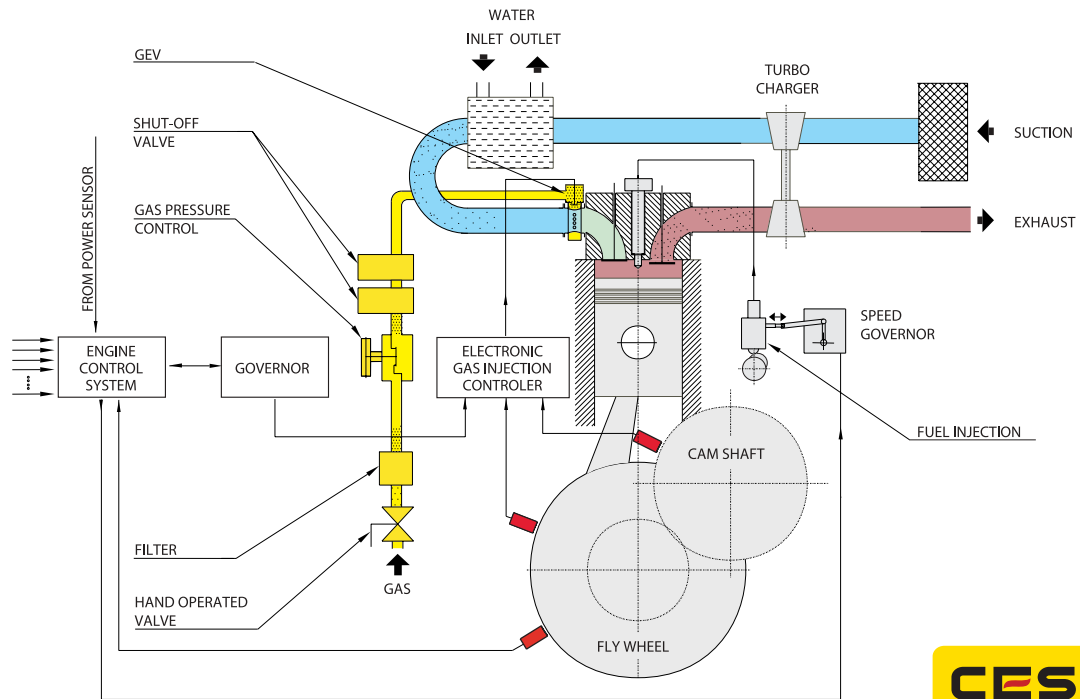 WATER
INLET OUTLET
GEV
TURBO
CHARGER
SHUT-OFF
VALVE
SUCTION
GAS PRESSURE
CONTROL
EXHAUST
FROM POWER SENSOR
SPEED
GOVERNOR
ENGINE
CONTROL
SYSTEM
GOVERNOR
ELECTRONIC
GAS INJECTION
CONTROLER
FUEL INJECTION
CAM SHAFT
FILTER
GAS
HAND OPERATED
VALVE
FLY WHEEL
CES